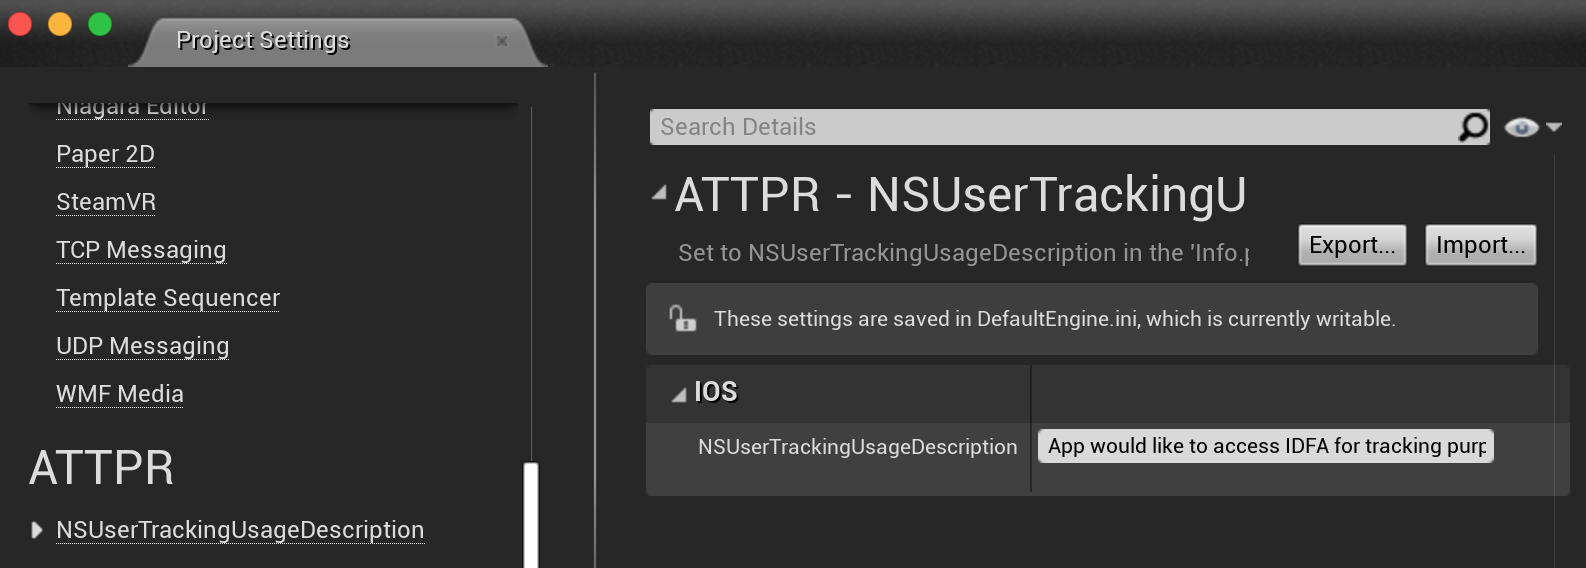 Project Settings
Niagara Editor
Paper 2D
SteamVR
TCP Messaging
Template Sequencer
UDP Messaging
WMF Media
ATTPR
NSUserTrackingUsageDescription
Search Details
ATTPR - NSUserTrackingU
Set to NSUserTrackingUsageDescription in the 'Info.p
Export...
Import...
These settings are saved in DefaultEngine.ini, which is currently writable.
IOS
NSUserTrackingUsageDescription
App would like to access IDFA for tracking purp